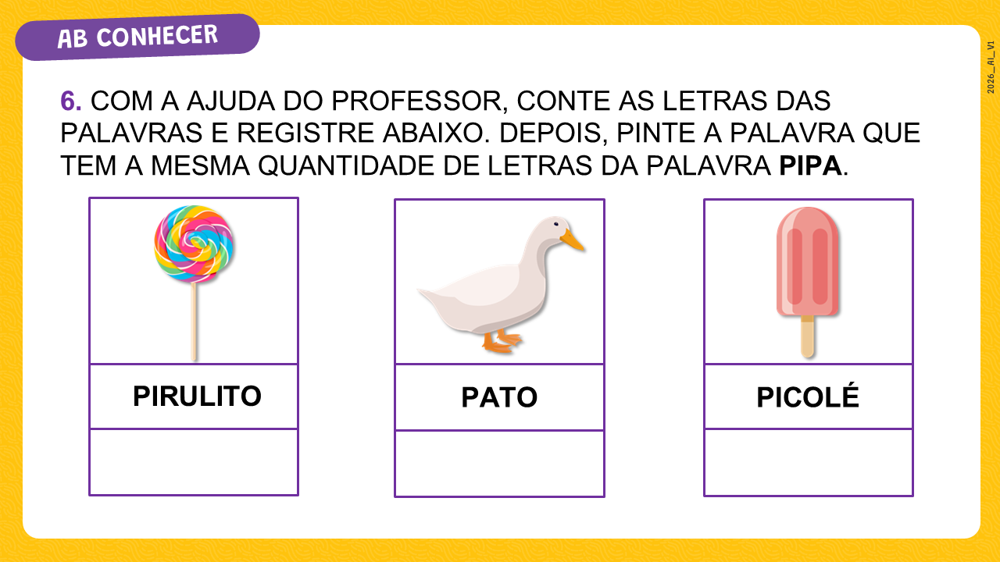 AB CONHECER
2026_AI_V1
6. COM A AJUDA DO PROFESSOR, CONTE AS LETRAS DAS
PALAVRAS E REGISTRE ABAIXO. DEPOIS, PINTE A PALAVRA QUE
TEM A MESMA QUANTIDADE DE LETRAS DA PALAVRA PIPA.
PIRULITO
PATO
PICOLÉ